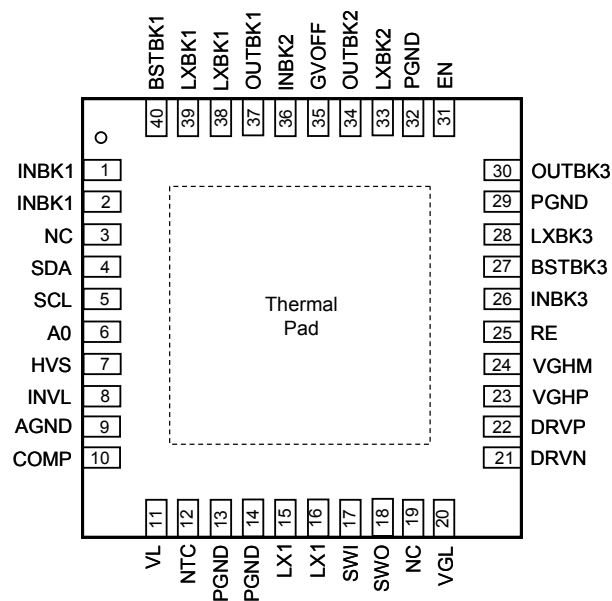 BSTBK1
LXBK1
LXBK1
OUTBK1
INBK2
GVOFF
OUTBK2
LXBK2
PGND
EN
40
39
38
37
36
35
34
33
32
31
INBK1 1
INBK1 2
NC 3
SDA 4
SCL 5
A0 6
HVS 7
INVL 8
AGND 9
COMP 10
Thermal
Pad
30 OUTBK3
29 PGND
28 LXBK3
27 BSTBK3
26 INBK3
25 RE
24 VGHM
23 VGHP
22 DRVP
21 DRVN
11
12
13
14
15
16
17
18
19
20
VL
NTC
PGND
PGND
LX1
LX1
SWI
SWO
NC
VGL